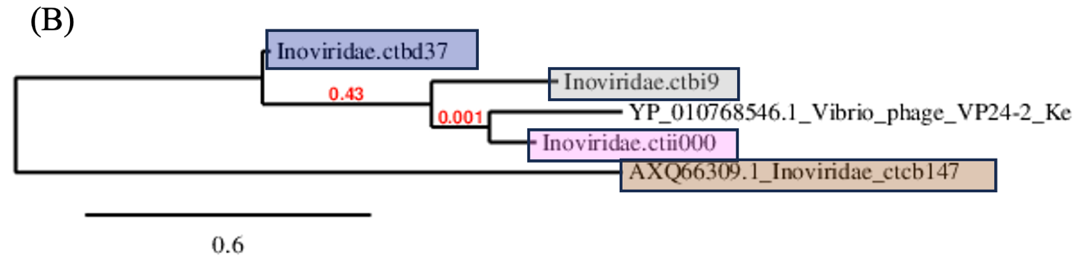 (B)
Inoviridae.ctbd37
Inoviridae.ctbi9
0.43
YP_010768546.1_Vibrio_phage_VP24-2_Ke
0.001
Inoviridae.ctii000
AXQ66309.1_Inoviridae_ctcb147
0.6